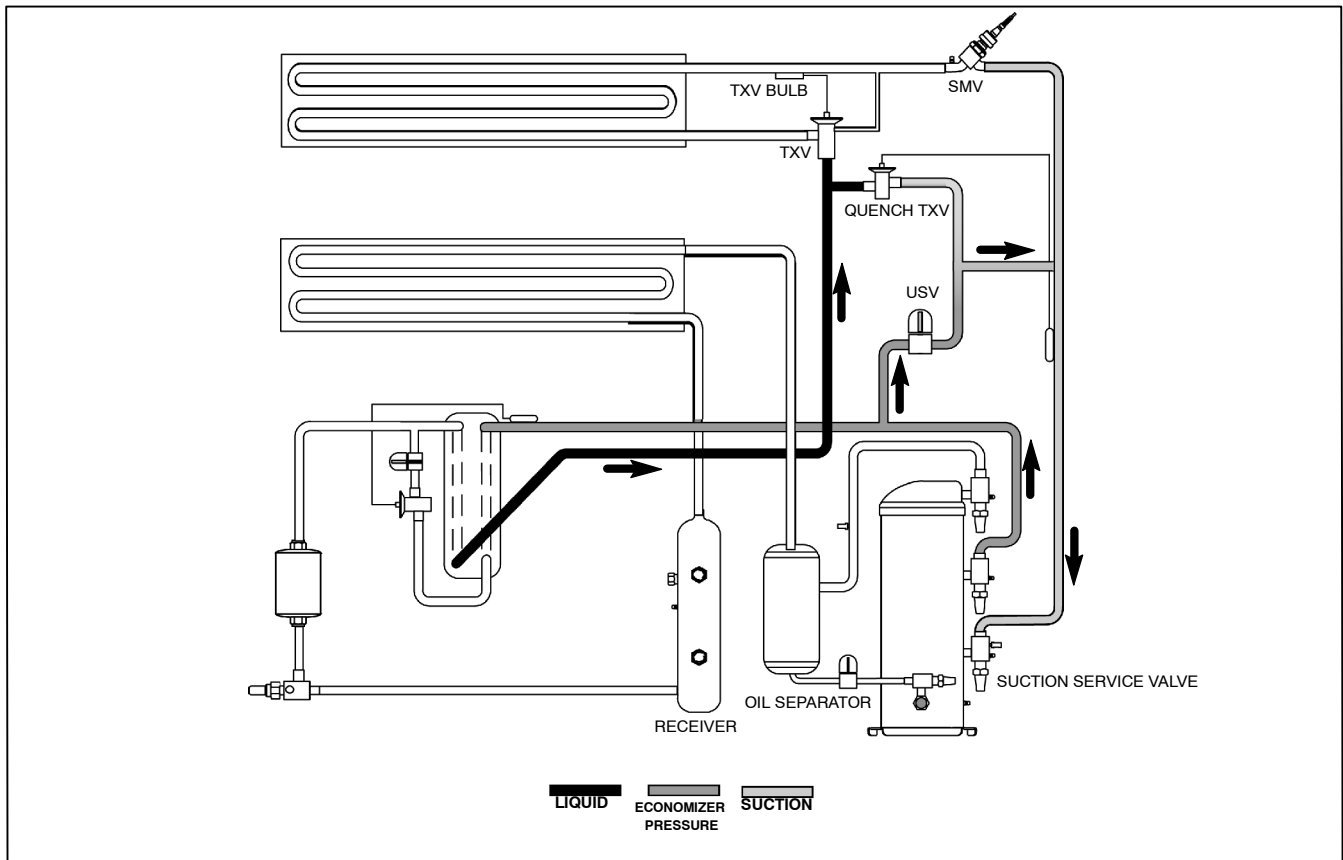 TXV BULB
SMV
TXV
QUENCH TXV
USV
SUCTION SERVICE VALVE
OIL SEPARATOR
RECEIVER
LIQUID
ECONOMIZER
PRESSURE
SUCTION